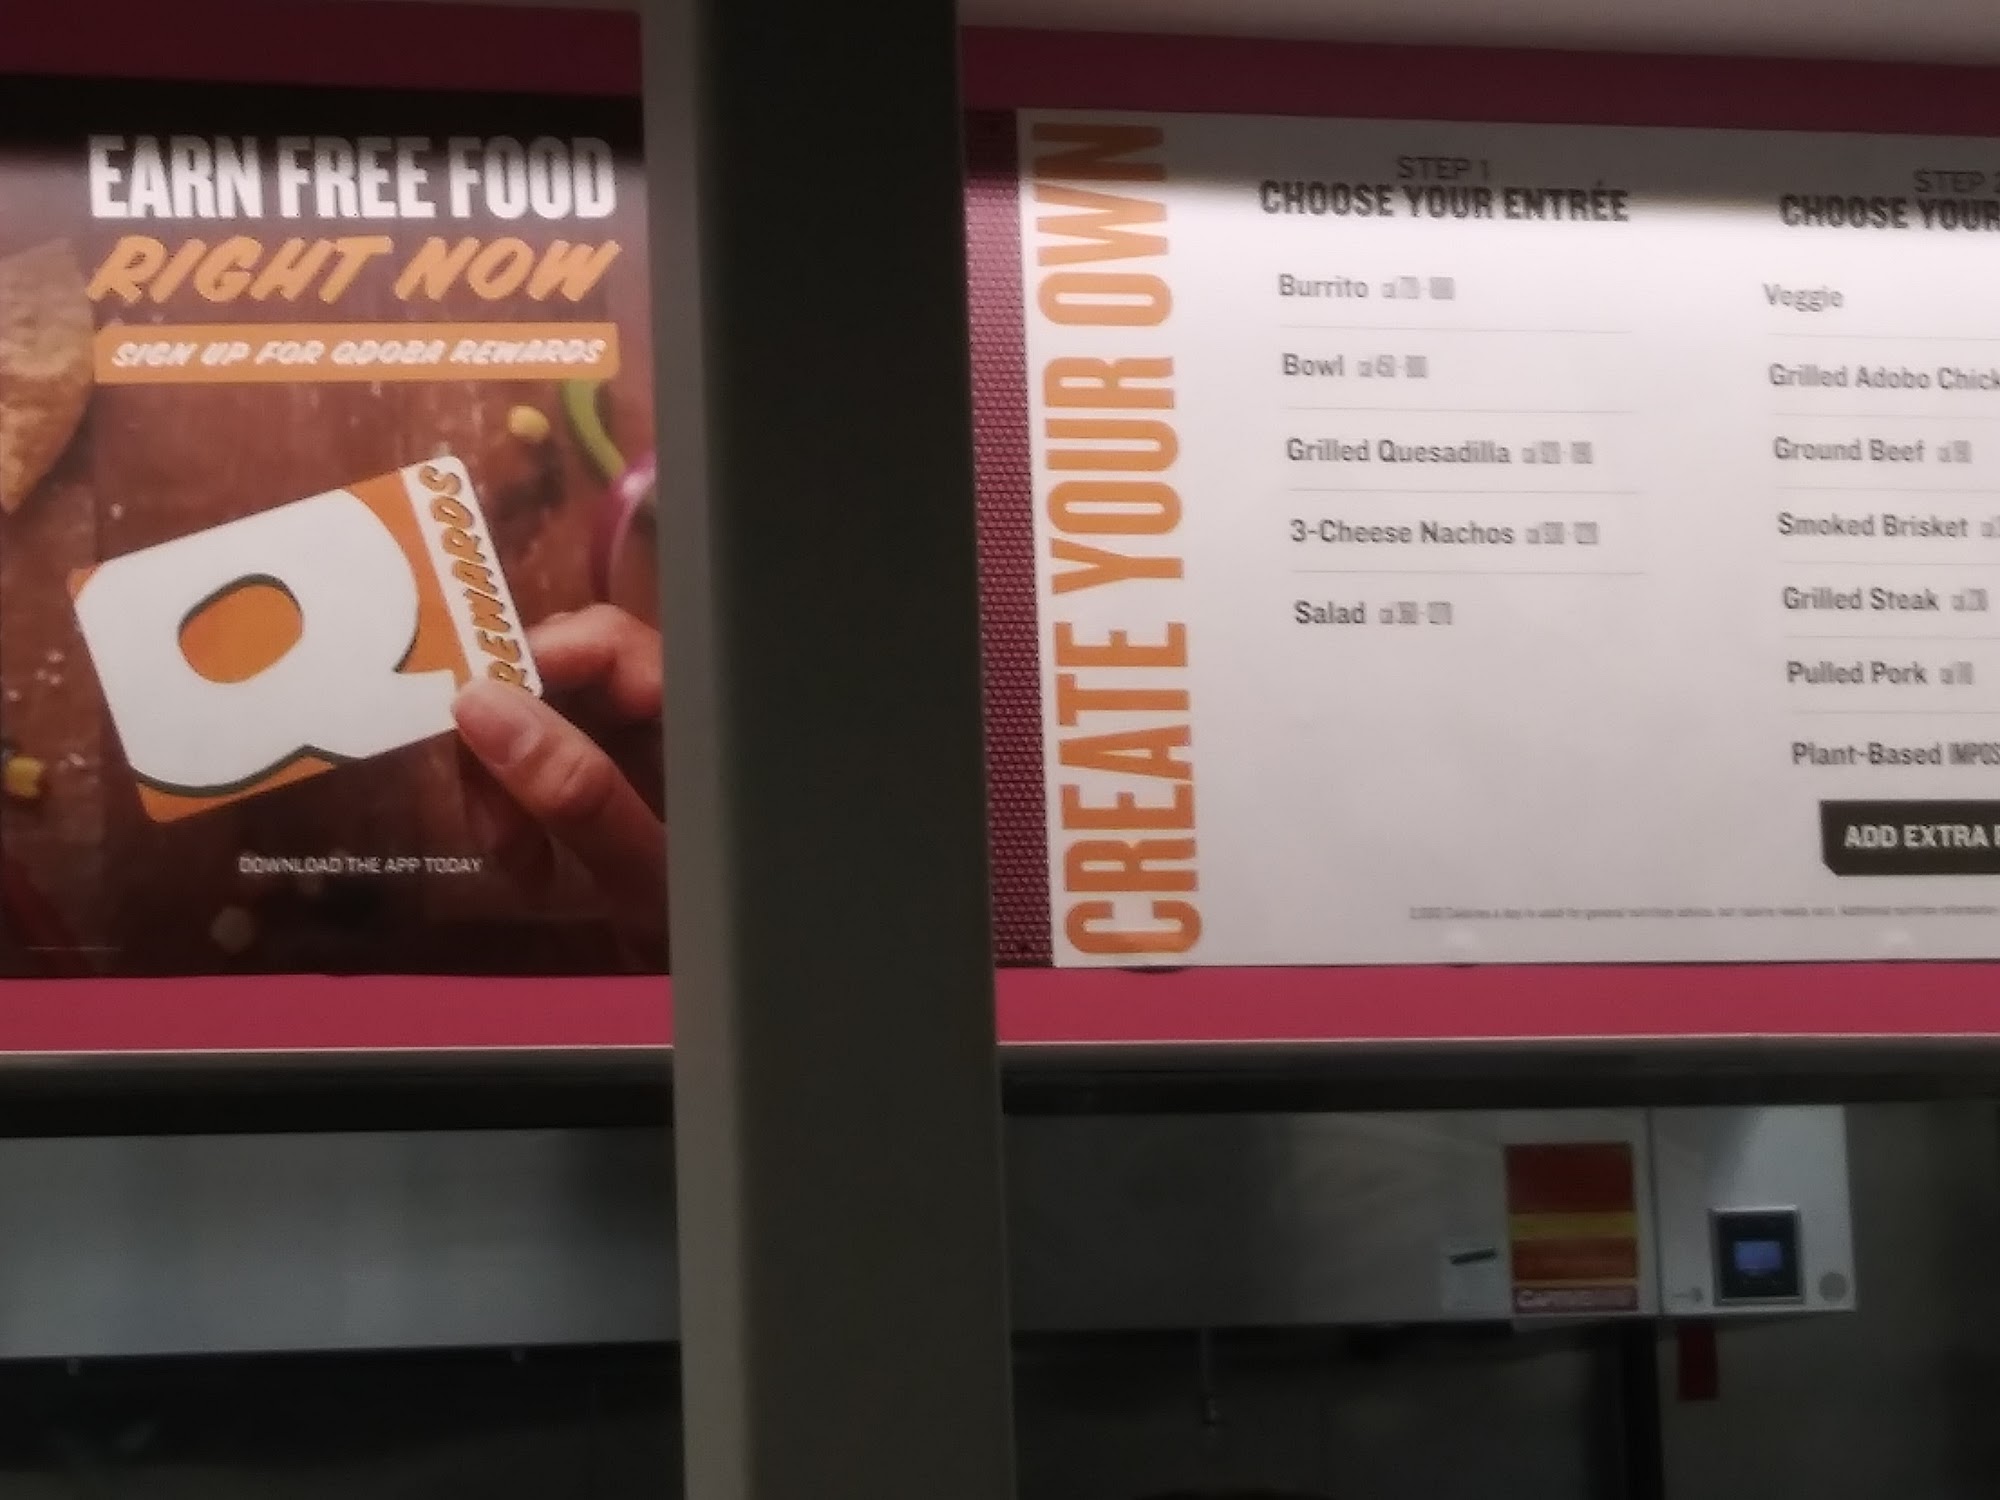 EARN FREE FOOD
RIGHT NOW
SIGN UP FOR QDOBA REWARDS
REWARDS
DOWNLOAD THE APP TODAY
CREATE YOUR OWN
STEP 1
CHOOSE YOUR ENTRÉE
Burrito
Bowl
Grilled Quesadilla
3-Cheese Nachos
Salad
STEP
CHOOSE YOUR
Veggie
Grilled Adobo
Ground Beef
Smoked Brisket
Grilled Steak
Pulled Pork
Plant-Based
ADD EXTRA